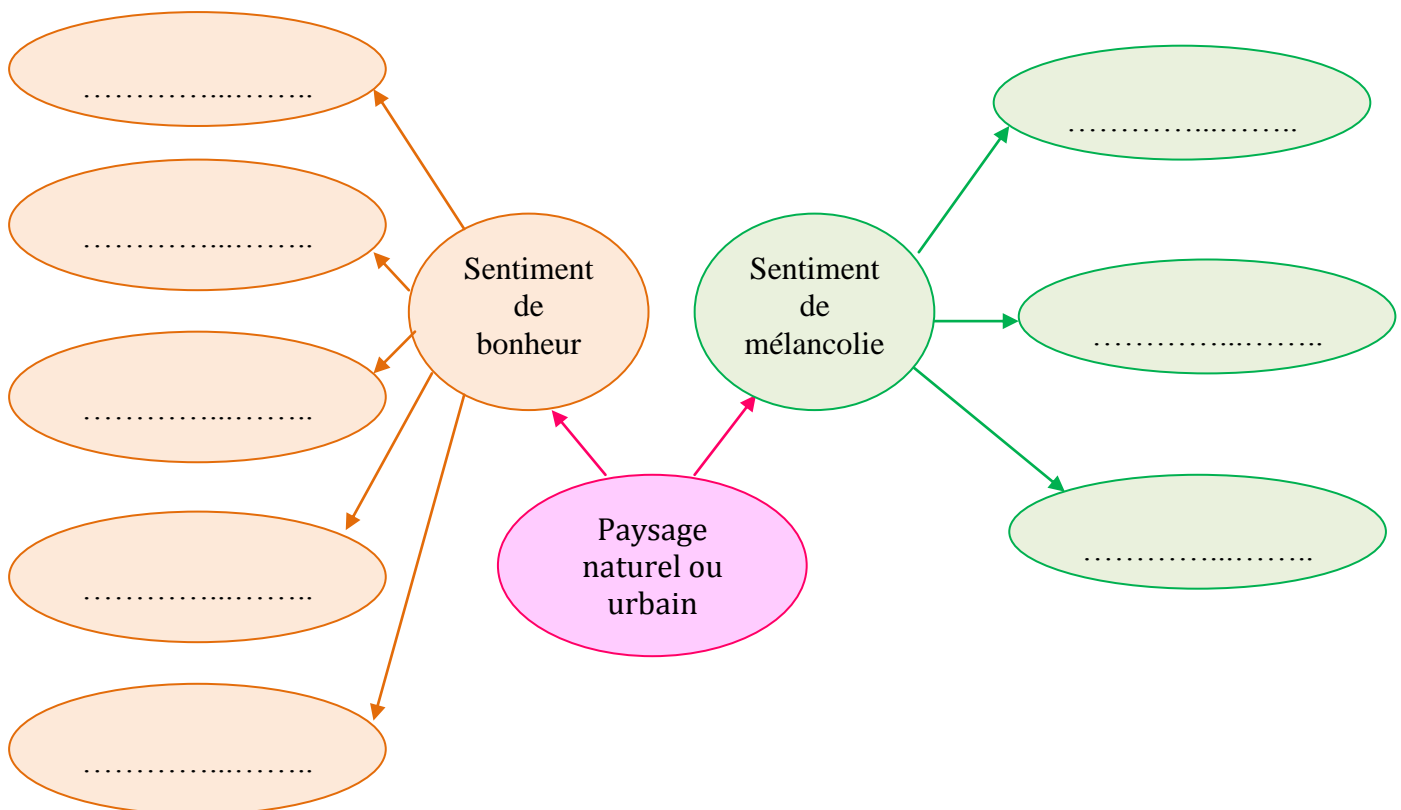 …………...……..
…………...……..
…………...……..
…………...……..
…………...……..
Sentiment
de
bonheur
Sentiment
de
mélancolie
Paysage
naturel ou
urbain
…………...……..
…………...……..
…………...……..